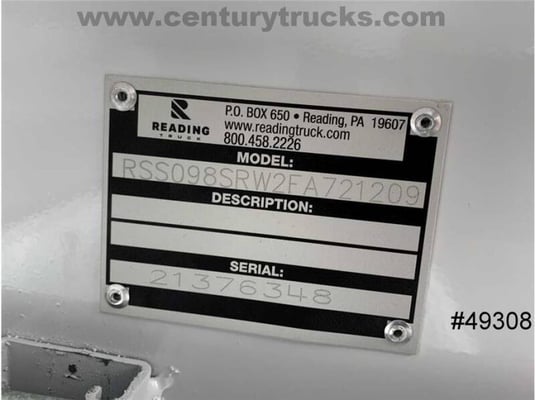 www.centurytrucks.com
READING
TRUCK
P.O. BOX 650 • Reading, PA 19607
www.readingtruck.com
800.458.2226
MODEL:
RSS098SRW2FA721209
DESCRIPTION:
SERIAL:
21376348
#49308